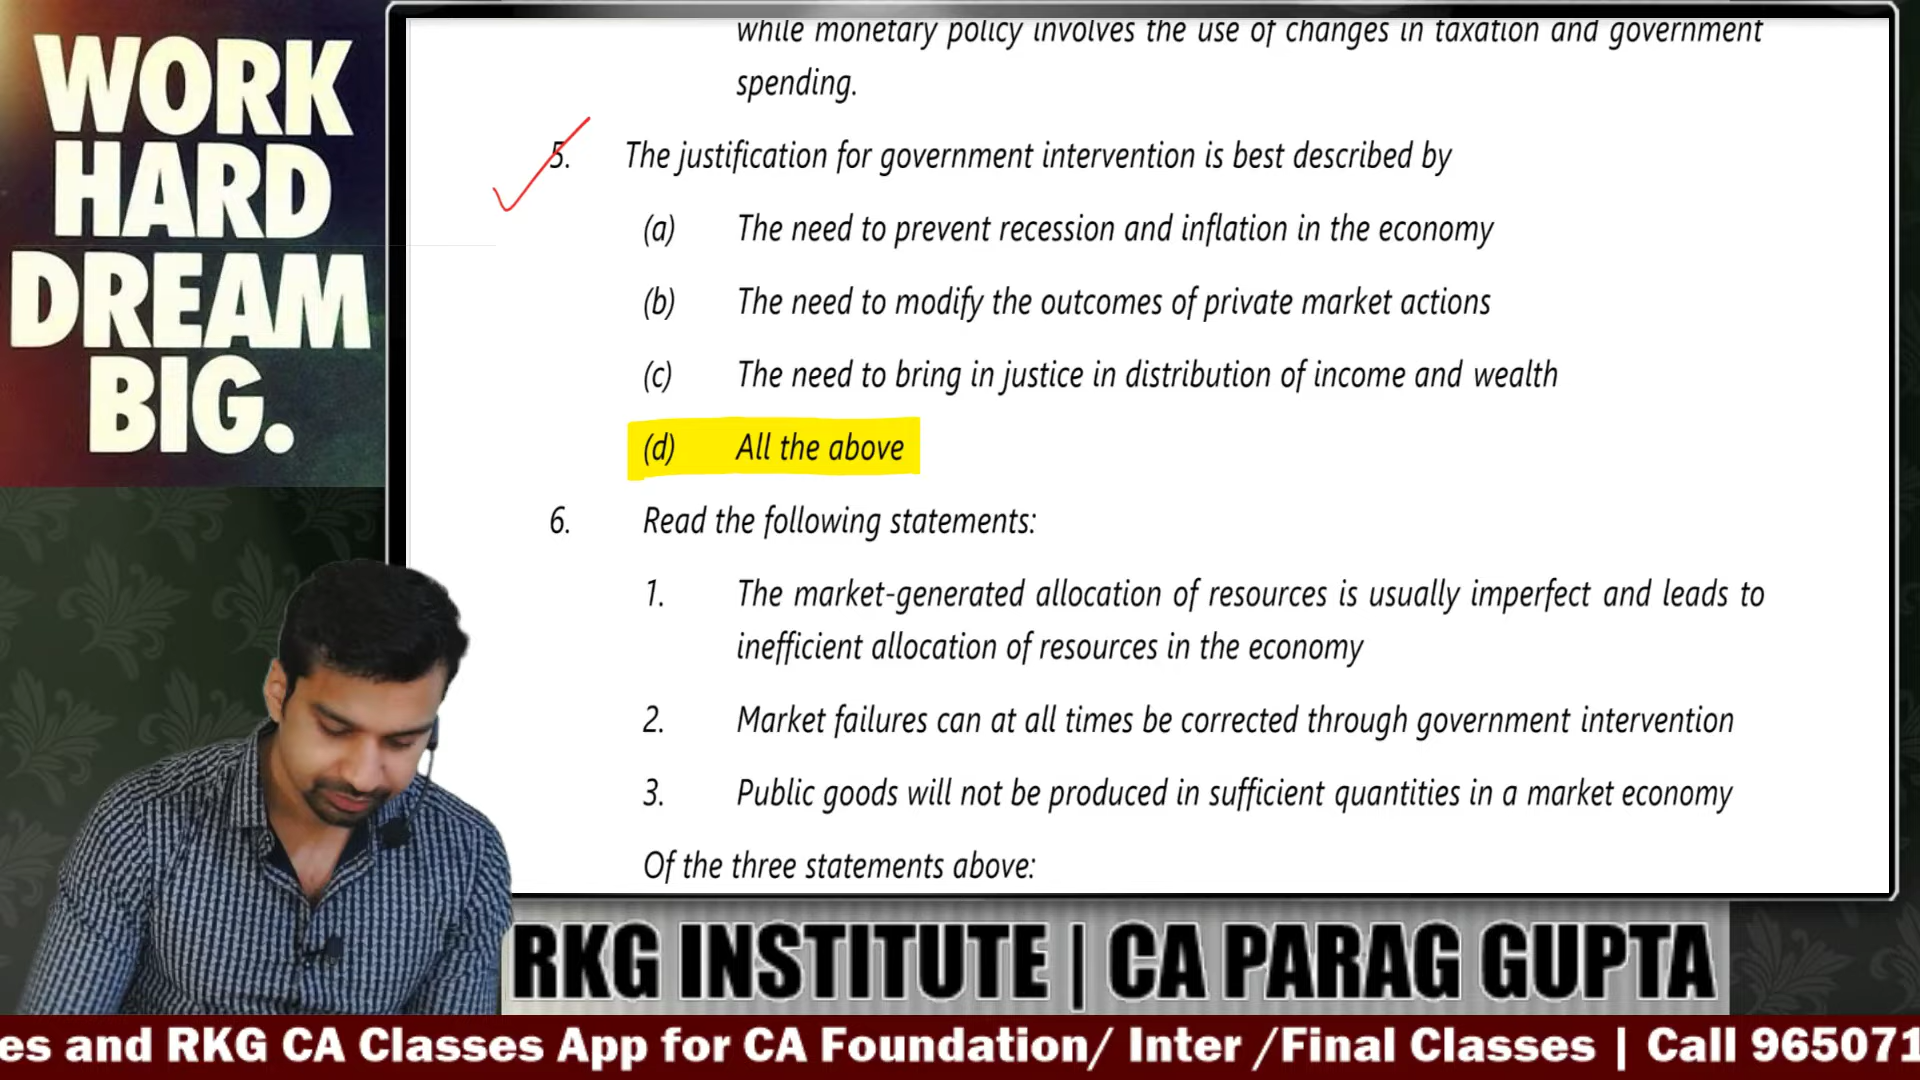 WORK
HARD
DREAM
BIG.
while monetary policy involves the use of changes in taxation and government
spending.
5. The justification for government intervention is best described by
(a) The need to prevent recession and inflation in the economy
(b) The need to modify the outcomes of private market actions
(c) The need to bring in justice in distribution of income and wealth
(d) All the above
6. Read the following statements:
1. The market-generated allocation of resources is usually imperfect and leads to
inefficient allocation of resources in the economy
2. Market failures can at all times be corrected through government intervention
3. Public goods will not be produced in sufficient quantities in a market economy
Of the three statements above:
RKG INSTITUTE | CA PARAG GUPTA
es and RKG CA Classes App for CA Foundation/ Inter /Final Classes | Call 965071